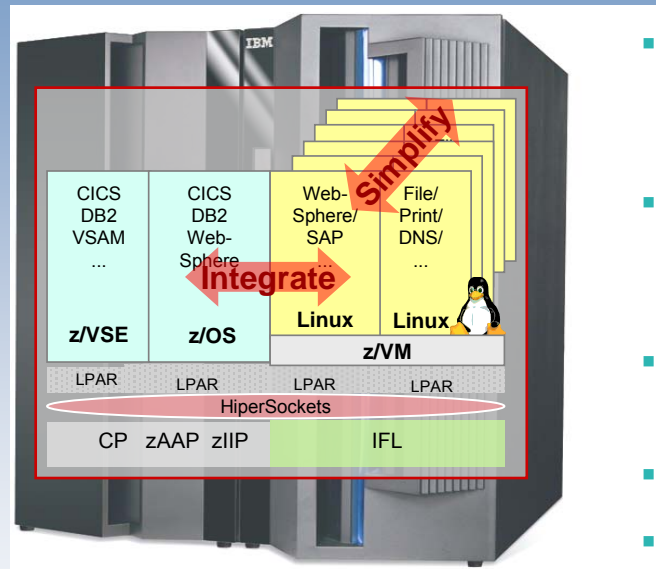 IBM
Simplify
CICS
DB2
VSAM
...
z/VSE
CICS
DB2
Web-
Sphere
z/OS
Integrate
Web-
Sphere/
SAP
...
Linux
File/
Print/
DNS/
...
Linux
z/VM
LPAR
LPAR
LPAR
LPAR
HiperSockets
CP zAAP zIIP
IFL